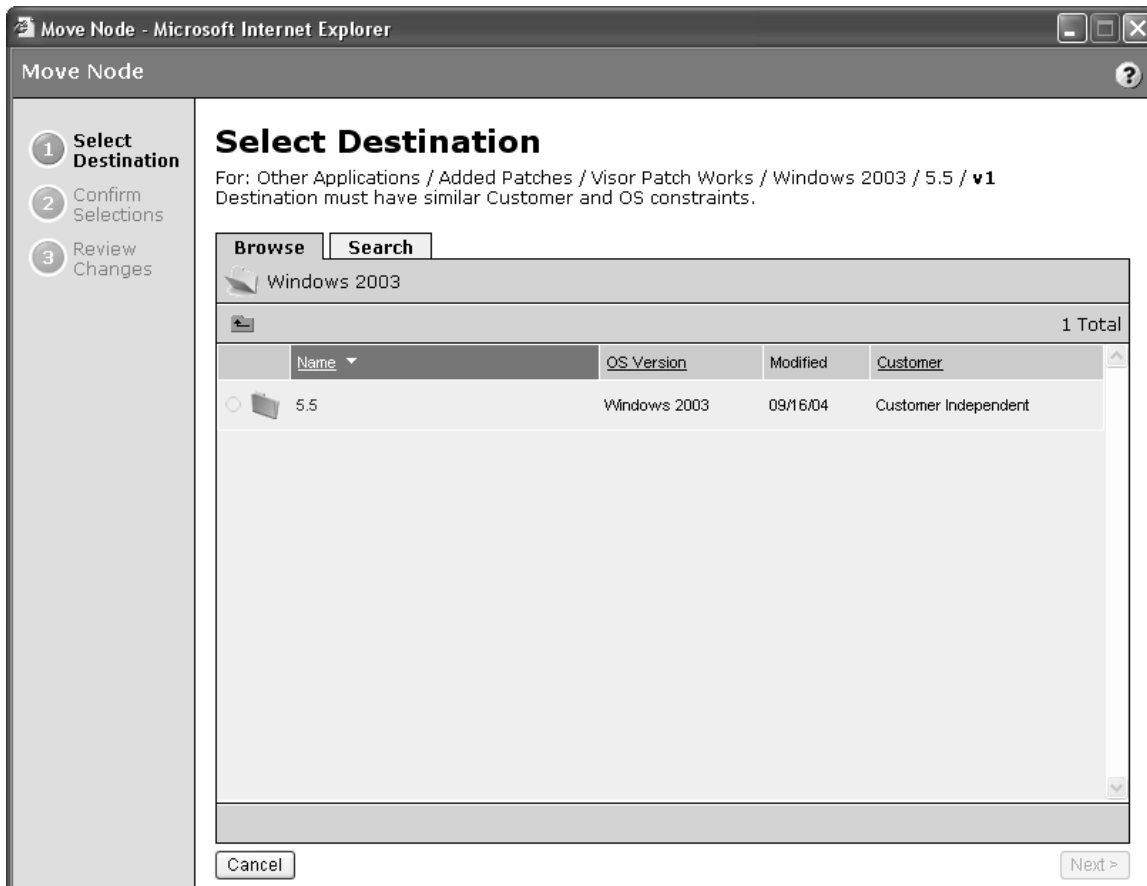 Move Node - Microsoft Internet Explorer
Move Node
?
1 Select
Destination
2 Confirm
Selections
3 Review
Changes
Select Destination
For: Other Applications / Added Patches / Visor Patch Works / Windows 2003 / 5.5 / v1
Destination must have similar Customer and OS constraints.
Browse Search
Windows 2003
1 Total
Name OS Version Modified Customer
5.5 Windows 2003 09/16/04 Customer Independent
Cancel Next >